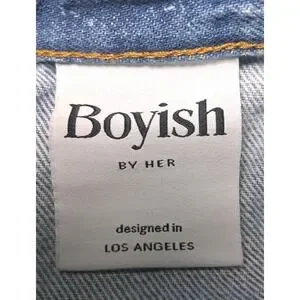 Boyish
BY HER
designed in
LOS ANGELES